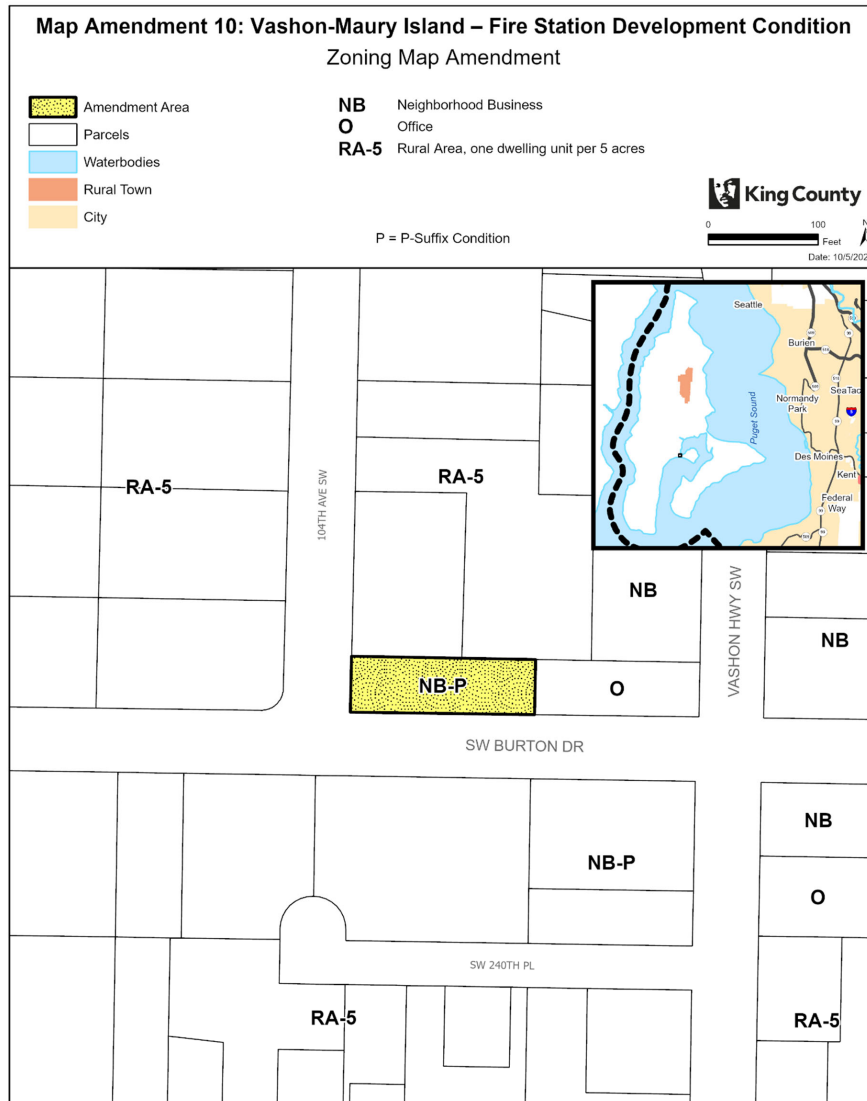 Map Amendment 10: Vashon-Maury Island – Fire Station Development Condition
Zoning Map Amendment
Amendment Area
Parcels
Waterbodies
Rural Town
City
NB Neighborhood Business
O Office
RA-5 Rural Area, one dwelling unit per 5 acres
P = P-Suffix Condition
King County
0 100
Feet
N
Date: 10/5/202
Seattle
Burien
SeaTac
Normandy
Park
Puget Sound
Des Moines
Kent
Federal
Way
RA-5
104TH AVE SW
RA-5
NB
VASHON HWY SW
NB
NB-P
O
SW BURTON DR
NB
NB-P
O
SW 240TH PL
RA-5
RA-5